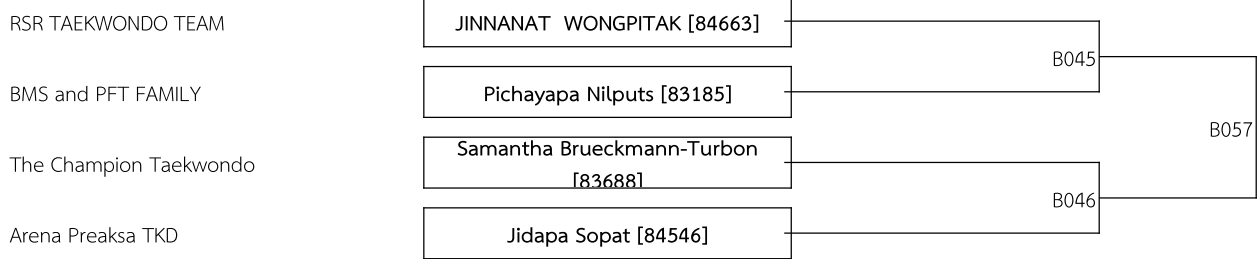 RSR TAEKWONDO TEAM JINNANAT WONGPITAK [84663]
B045
BMS and PFT FAMILY Pichayapa Nilputs [83185]
B057
The Champion Taekwondo Samantha Brueckmann-Turbon
[83688]
B046
Arena Preaksa TKD Jidapa Sopat [84546]